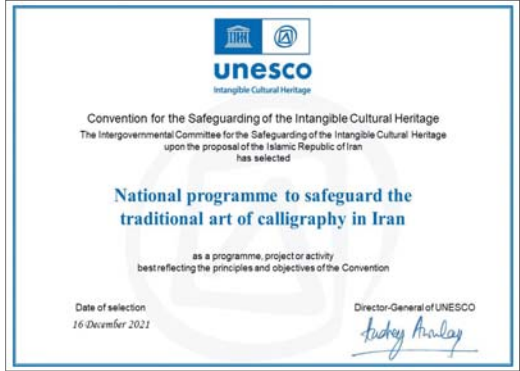 unesco
Intangible Cultural Heritage
Convention for the Safeguarding of the Intangible Cultural Heritage
The Intergovernmental Committee for the Safeguarding of the Intangible Cultural Heritage
upon the proposal of the Islamic Republic of Iran
has selected
National programme to safeguard the
traditional art of calligraphy in Iran
as a programme, project or activity
best reflecting the principles and objectives of the Convention
Date of selection
16 December 2021
Director-General of UNESCO
Audrey Azoulay